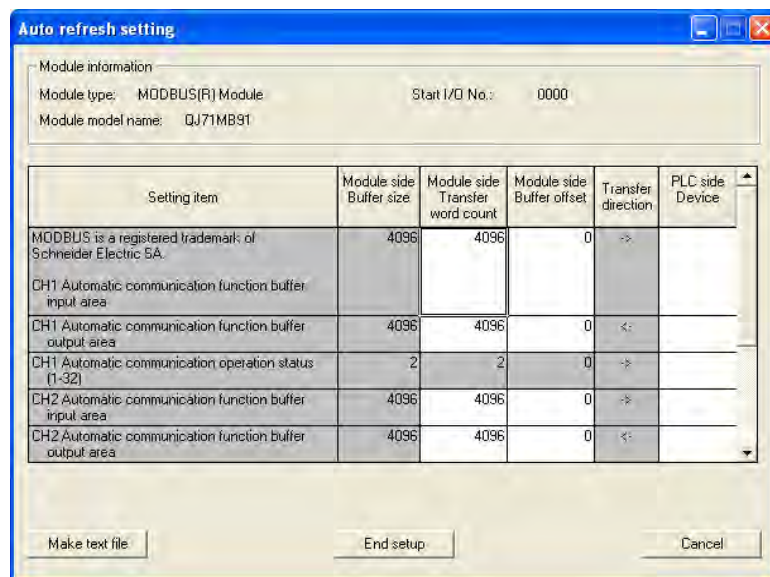 Auto refresh setting
Module information
Module type: MODBUS(R) Module Start I/O No.: 0000
Module model name: QJ71MB91
Setting item Module side Buffer size Module side Transfer word count Module side Buffer offset Transfer direction PLC side Device
MODBUS is a registered trademark of 4096 4096 0 ->
Schneider Electric SA.
CH1 Automatic communication function buffer
input area
CH1 Automatic communication function buffer 4096 4096 0 <-
output area
CH1 Automatic communication operation status 2 2 0 ->
(1-32)
CH2 Automatic communication function buffer 4096 4096 0 ->
input area
CH2 Automatic communication function buffer 4096 4096 0 <-
output area
Make text file End setup Cancel